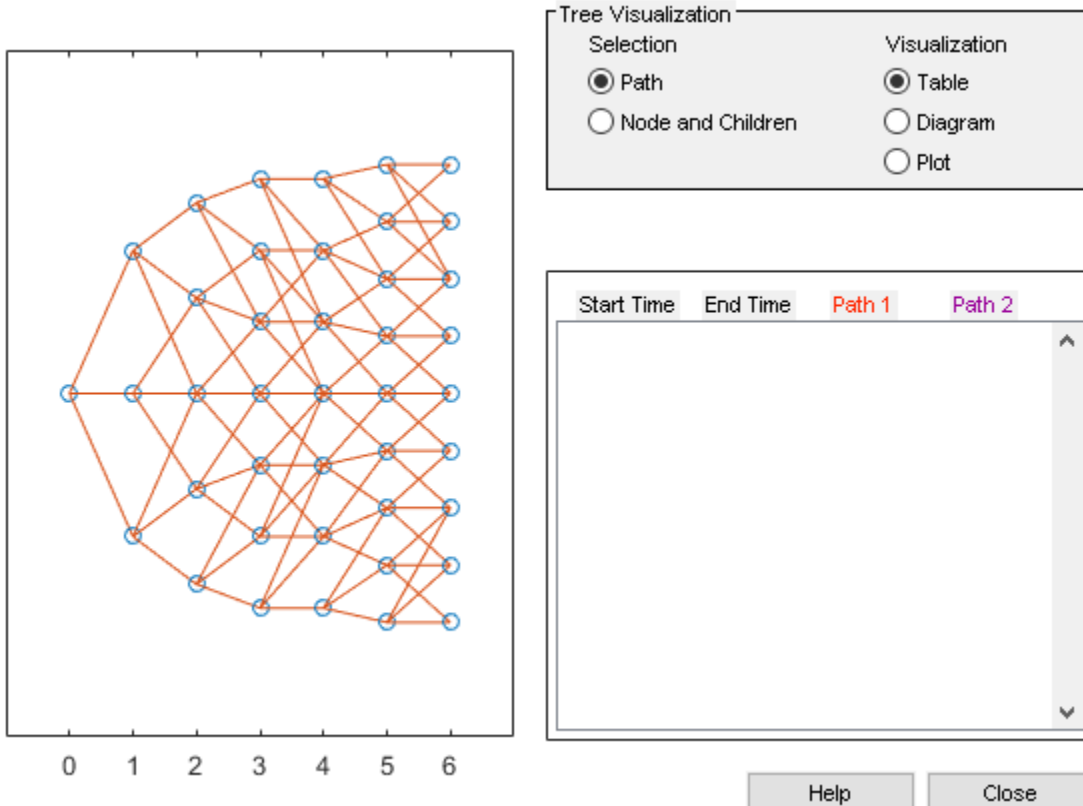 Tree Visualization
Selection
Visualization
Path
Table
Node and Children
Diagram
Plot
Start Time End Time Path 1 Path 2
0 1 2 3 4 5 6
Help Close